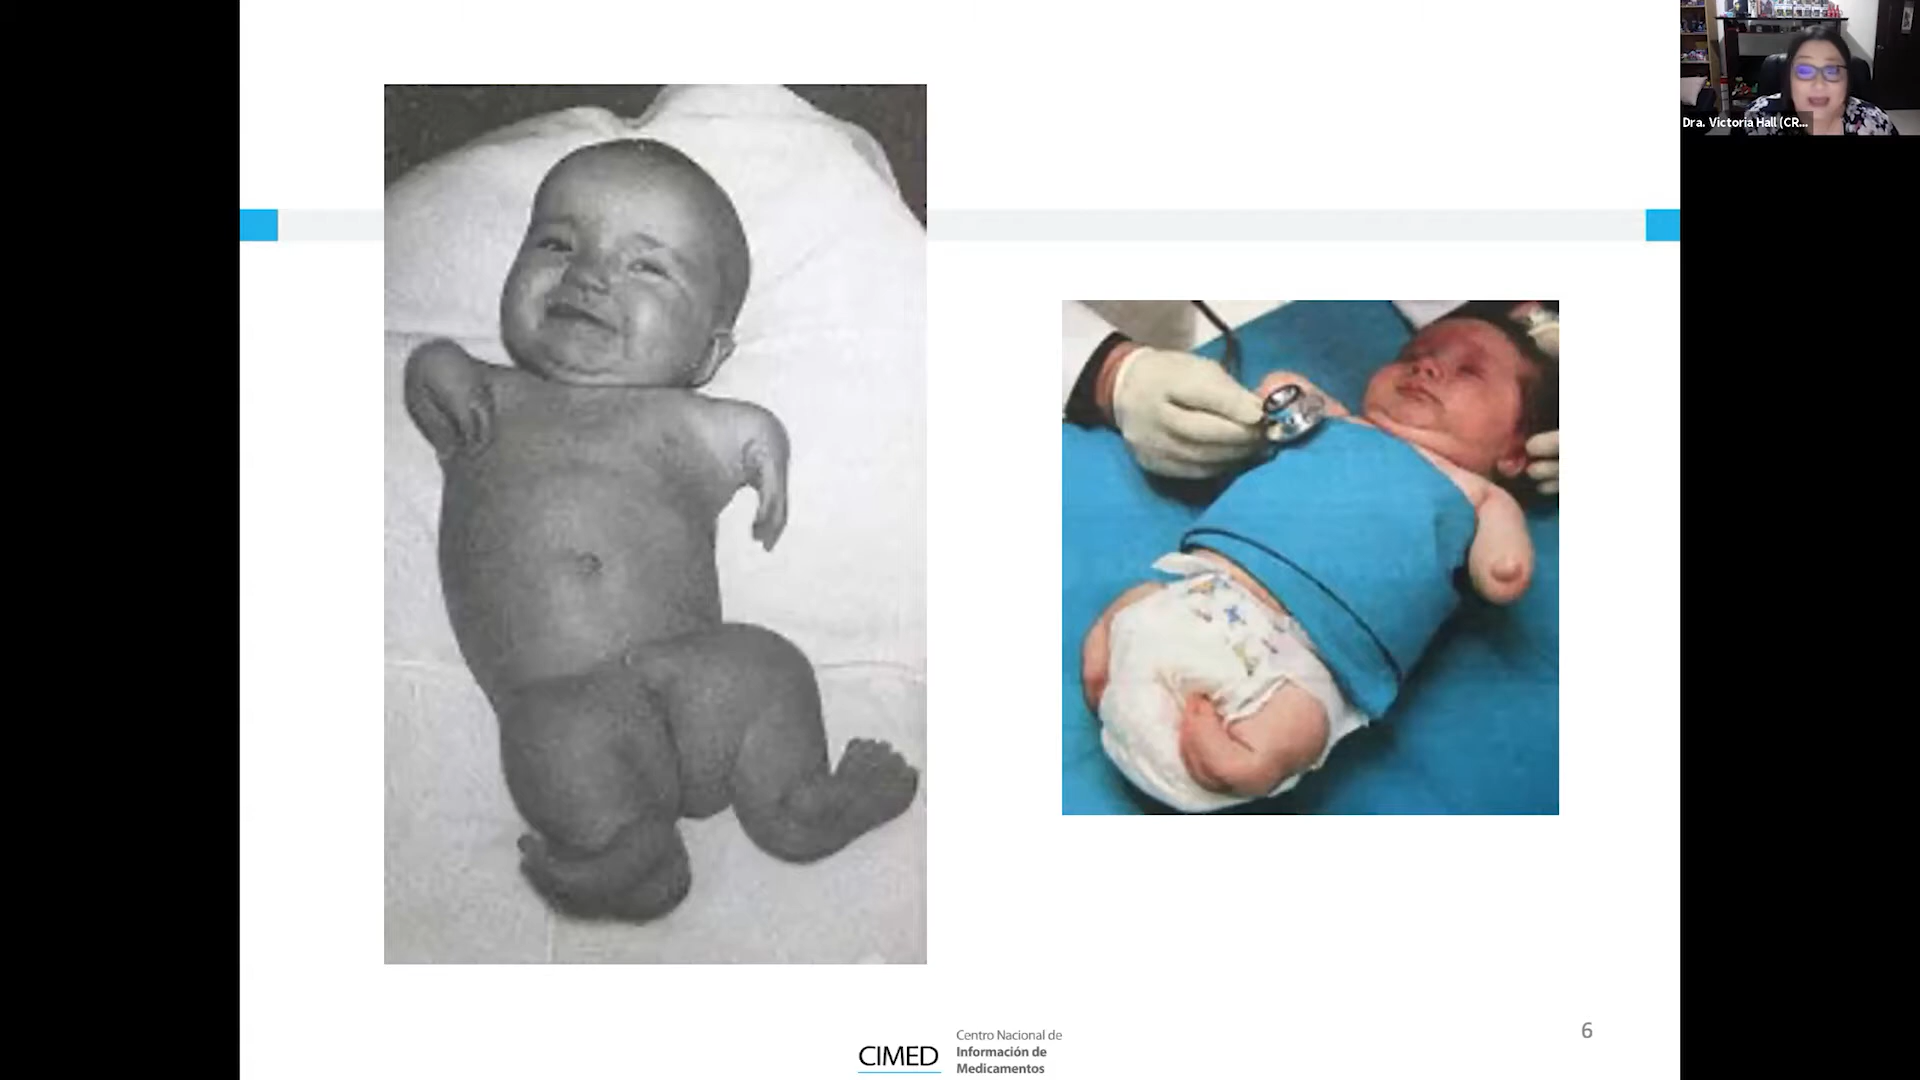 Dra. Victoria Hall (CR...
CIMED
Centro Nacional de
Información de
Medicamentos
6